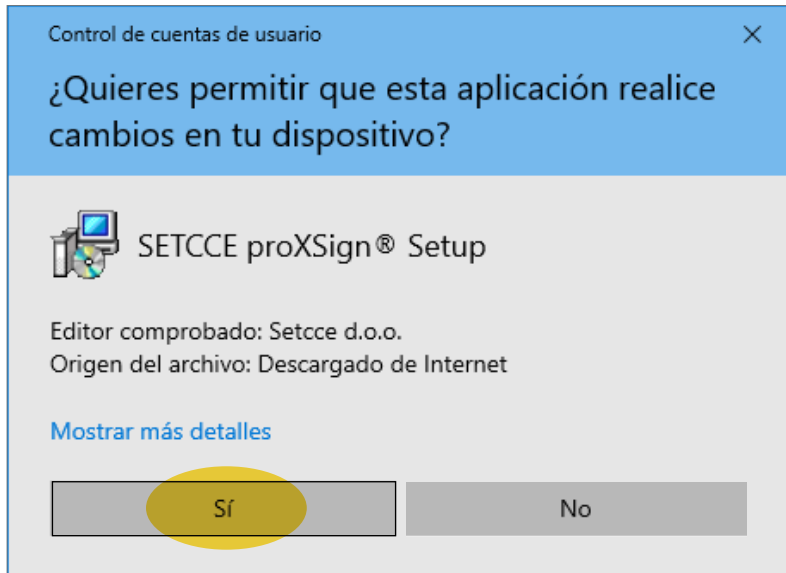 Control de cuentas de usuario
¿Quieres permitir que esta aplicación realice
cambios en tu dispositivo?
SETCCE proXSign® Setup
Editor comprobado: Setcce d.o.o.
Origen del archivo: Descargado de Internet
Mostrar más detalles
Sí
No